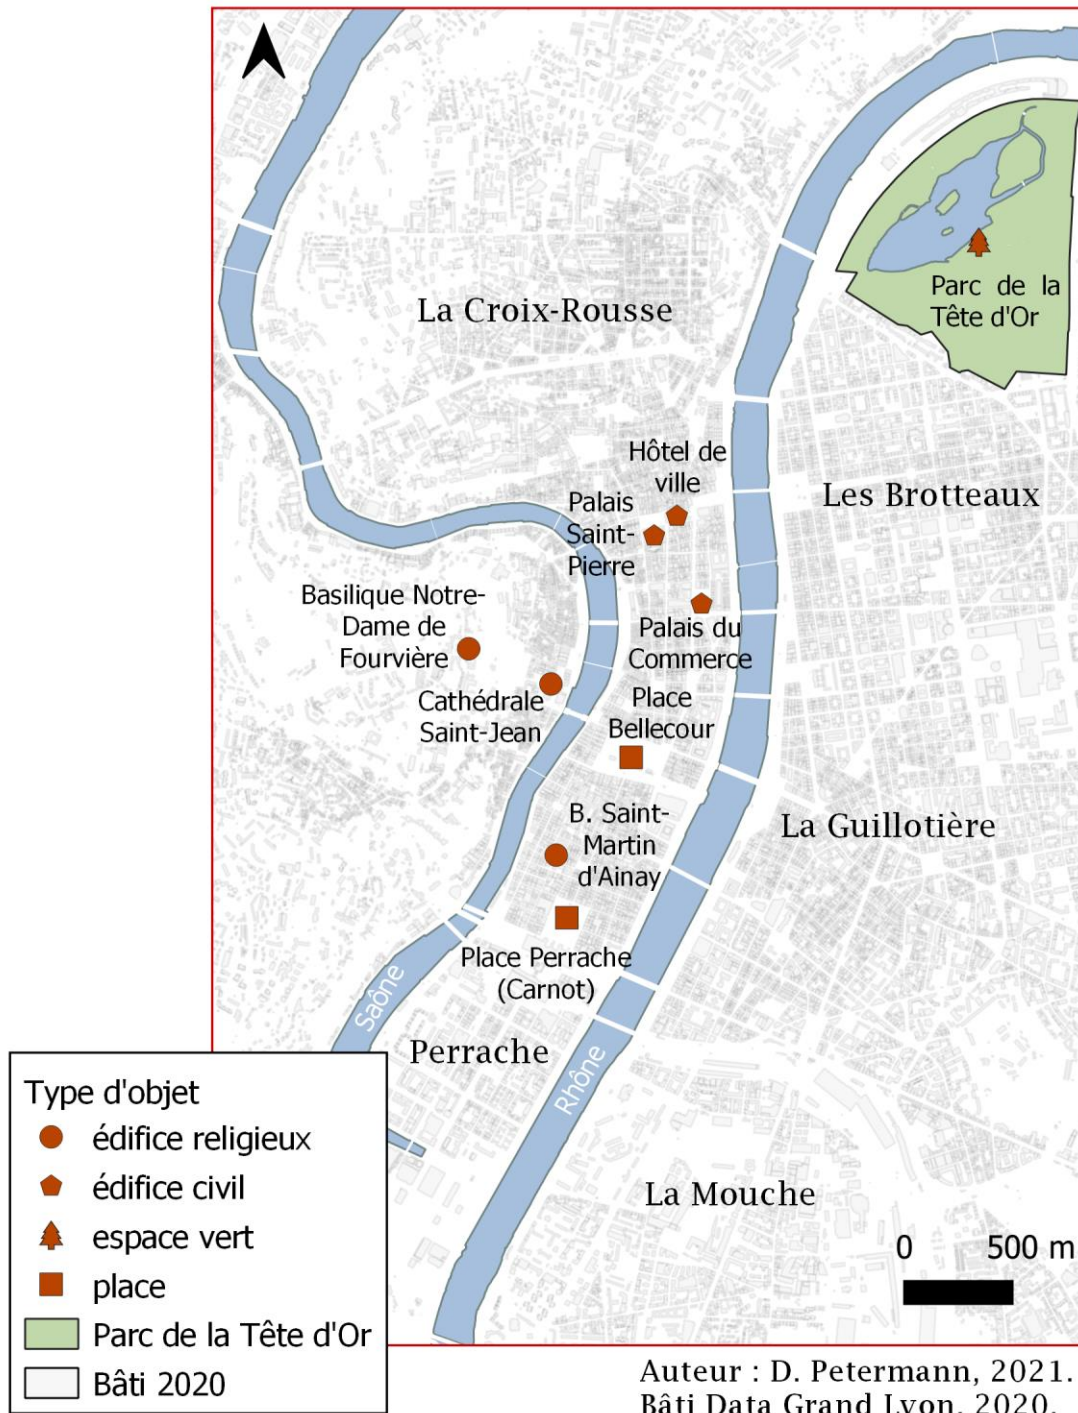 La Croix-Rousse
Parc de la
Tête d'Or
Hôtel de
ville
Palais
Saint-
Pierre
Les Brotteaux
Basilique Notre-
Dame de
Fourvière
Palais du
Commerce
Cathédrale
Saint-Jean
Place
Bellecour
B. Saint-
Martin
d'Ainay
La Guillotière
Place Perrache
(Carnot)
Saône
Perrache
Rhône
La Mouche
0 500 m
Type d'objet
édifice religieux
édifice civil
espace vert
place
Parc de la Tête d'Or
Bâti 2020
Auteur : D. Petermann, 2021.
Bâti Data Grand Lyon, 2020.